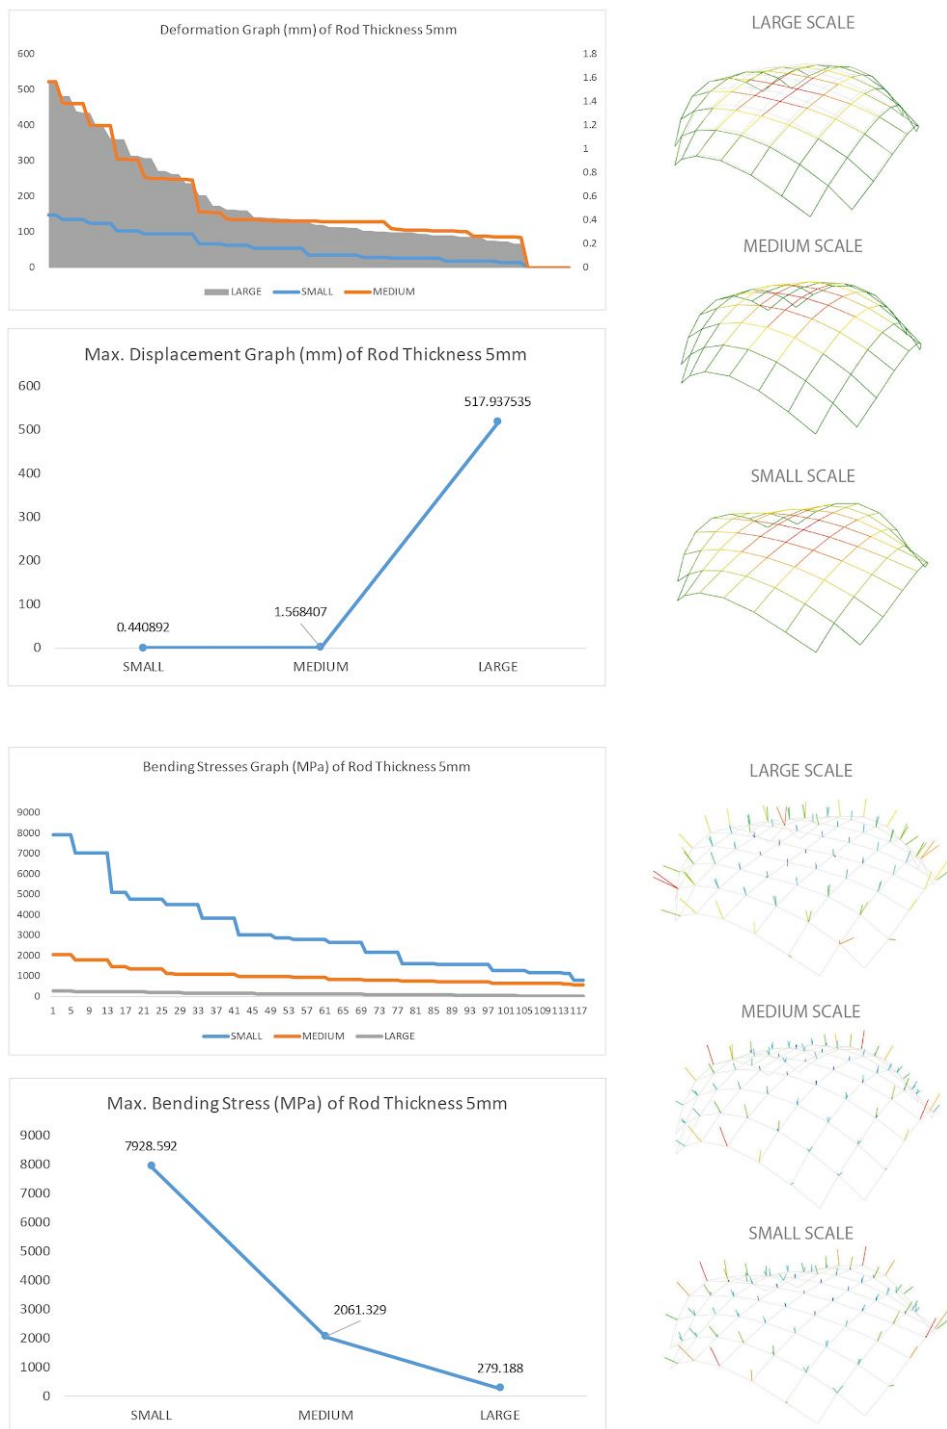 Deformation Graph (mm) of Rod Thickness 5mm
600 1.8
500 1.6
1.4
400 1.2
300 1
0.8
200 0.6
100 0.4
0.2
0 0
LARGE SMALL MEDIUM
LARGE SCALE
MEDIUM SCALE
SMALL SCALE
Max. Displacement Graph (mm) of Rod Thickness 5mm
600
517.937535
500
400
300
200
100
1.568407
0.440892
0
SMALL MEDIUM LARGE
Bending Stresses Graph (MPa) of Rod Thickness 5mm
9000
8000
7000
6000
5000
4000
3000
2000
1000
0
1 5 9 13 17 21 25 29 33 37 41 45 49 53 57 61 65 69 73 77 81 85 89 93 97 101 105 109 113 117
SMALL MEDIUM LARGE
LARGE SCALE
MEDIUM SCALE
SMALL SCALE
Max. Bending Stress (MPa) of Rod Thickness 5mm
9000
7928.592
8000
7000
6000
5000
4000
3000
2061.329
2000
1000
279.188
0
SMALL MEDIUM LARGE